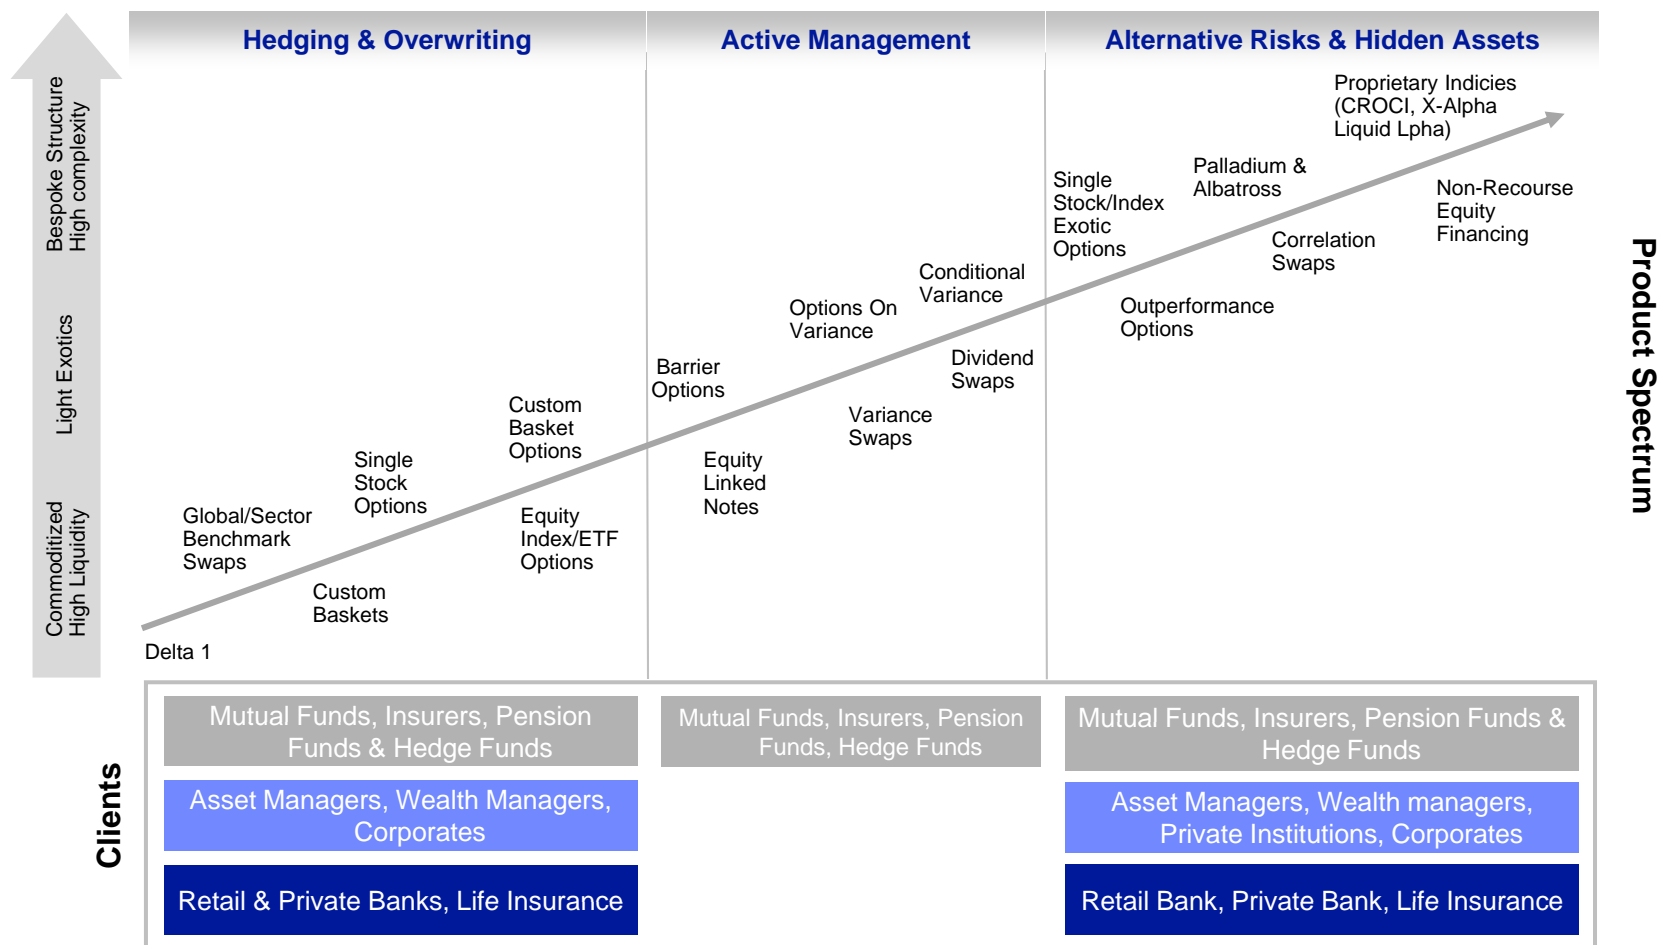 Hedging & Overwriting
Active Management
Alternative Risks & Hidden Assets
Bespoke Structure
High complexity
Light Exotics
Commoditized
High Liquidity
Delta 1
Global/Sector
Benchmark
Swaps
Custom
Baskets
Single
Stock
Options
Custom
Basket
Options
Equity
Index/ETF
Options
Barrier
Options
Equity
Linked
Notes
Options On
Variance
Variance
Swaps
Conditional
Variance
Dividend
Swaps
Single
Stock/Index
Exotic
Options
Outperformance
Options
Palladium &
Albatross
Correlation
Swaps
Proprietary Indicies
(CROCI, X-Alpha
Liquid Lpha)
Non-Recourse
Equity
Financing
Product Spectrum
Clients
Mutual Funds, Insurers, Pension
Funds & Hedge Funds
Asset Managers, Wealth Managers,
Corporates
Retail & Private Banks, Life Insurance
Mutual Funds, Insurers, Pension
Funds, Hedge Funds
Mutual Funds, Insurers, Pension Funds &
Hedge Funds
Asset Managers, Wealth managers,
Private Institutions, Corporates
Retail Bank, Private Bank, Life Insurance